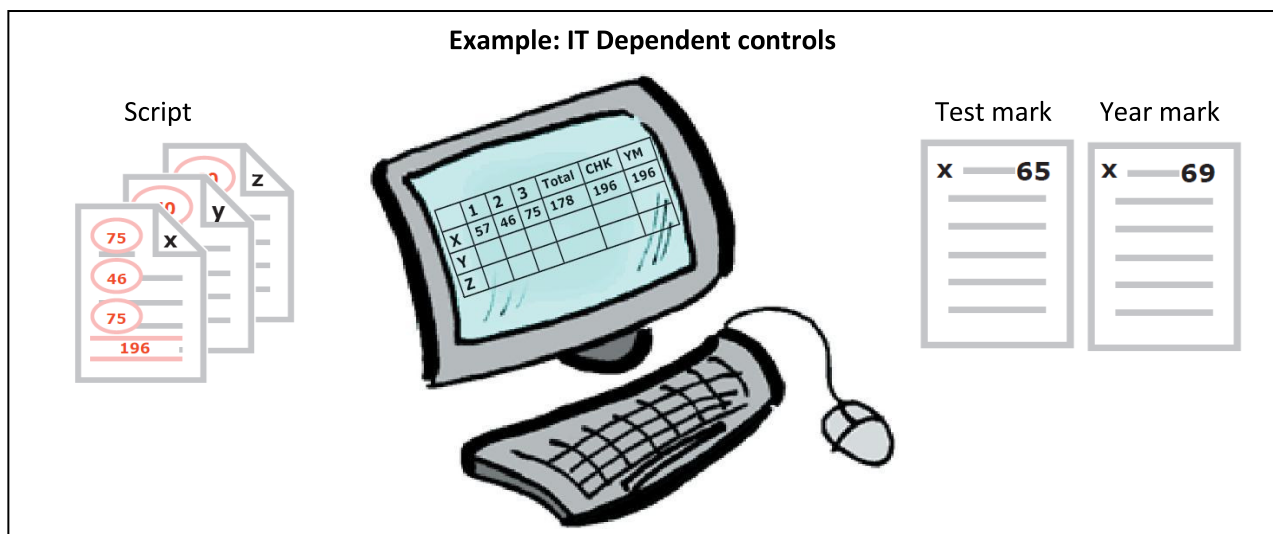 Example: IT Dependent controls
Script
z
y
x
75
46
75
196
1 2 3 Total CHK YM
X 57 46 75 178 196 196
Y
Z
Test mark
x 65
Year mark
x 69